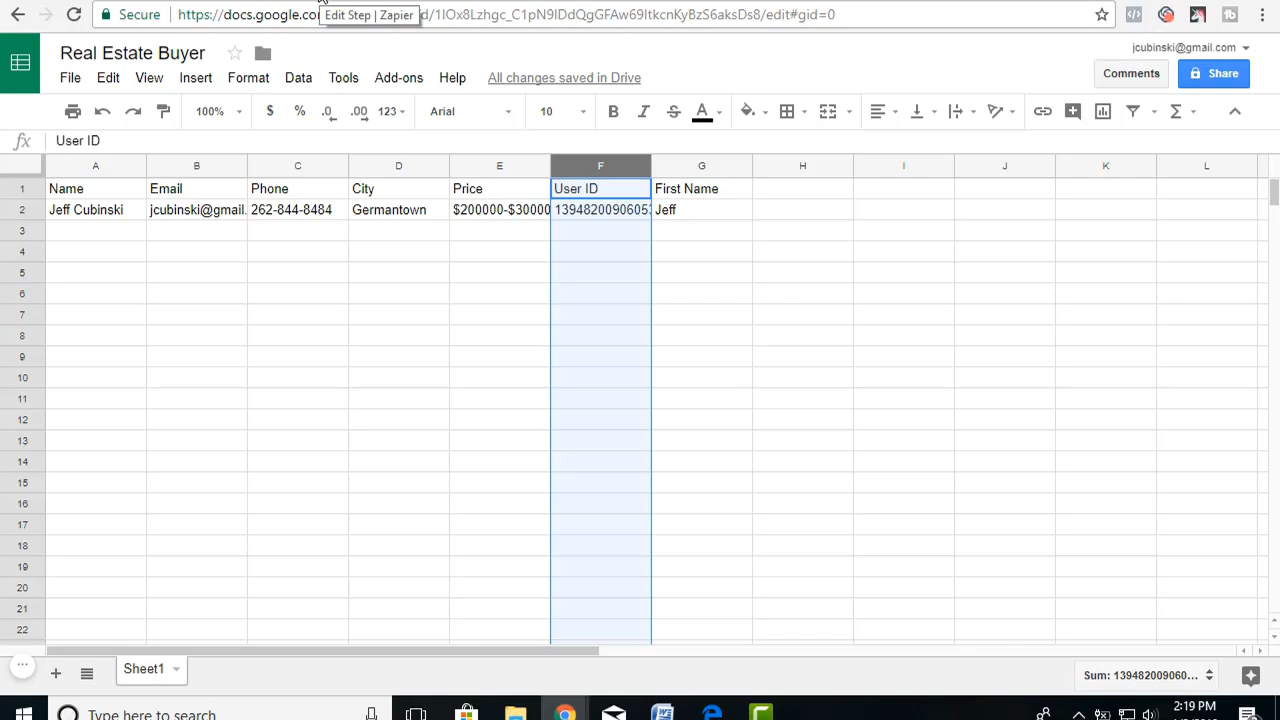 Secure https://docs.google.co
Edit Step | Zapier
d/1IOx8Lzhgc_C1pN9IDdQgGFAw69ItkcnKyBzS6aksDs8/edit#gid=0
Real Estate Buyer
jcubinski@gmail.com
File Edit View Insert Format Data Tools Add-ons Help All changes saved in Drive
Comments Share
100% $ % .0 .00 123 Arial 10 B I S A Σ
fx User ID
A B C D E F G H I J K L
1 Name Email Phone City Price User ID First Name
2 Jeff Cubinski jcubinski@gmail. 262-844-8484 Germantown $200000-$30000 1394820090605 Jeff
3
4
5
6
7
8
9
10
11
12
13
14
15
16
17
18
19
20
21
22
... + Sheet1 Sum: 139482009060...
Type here to search
2:19 PM